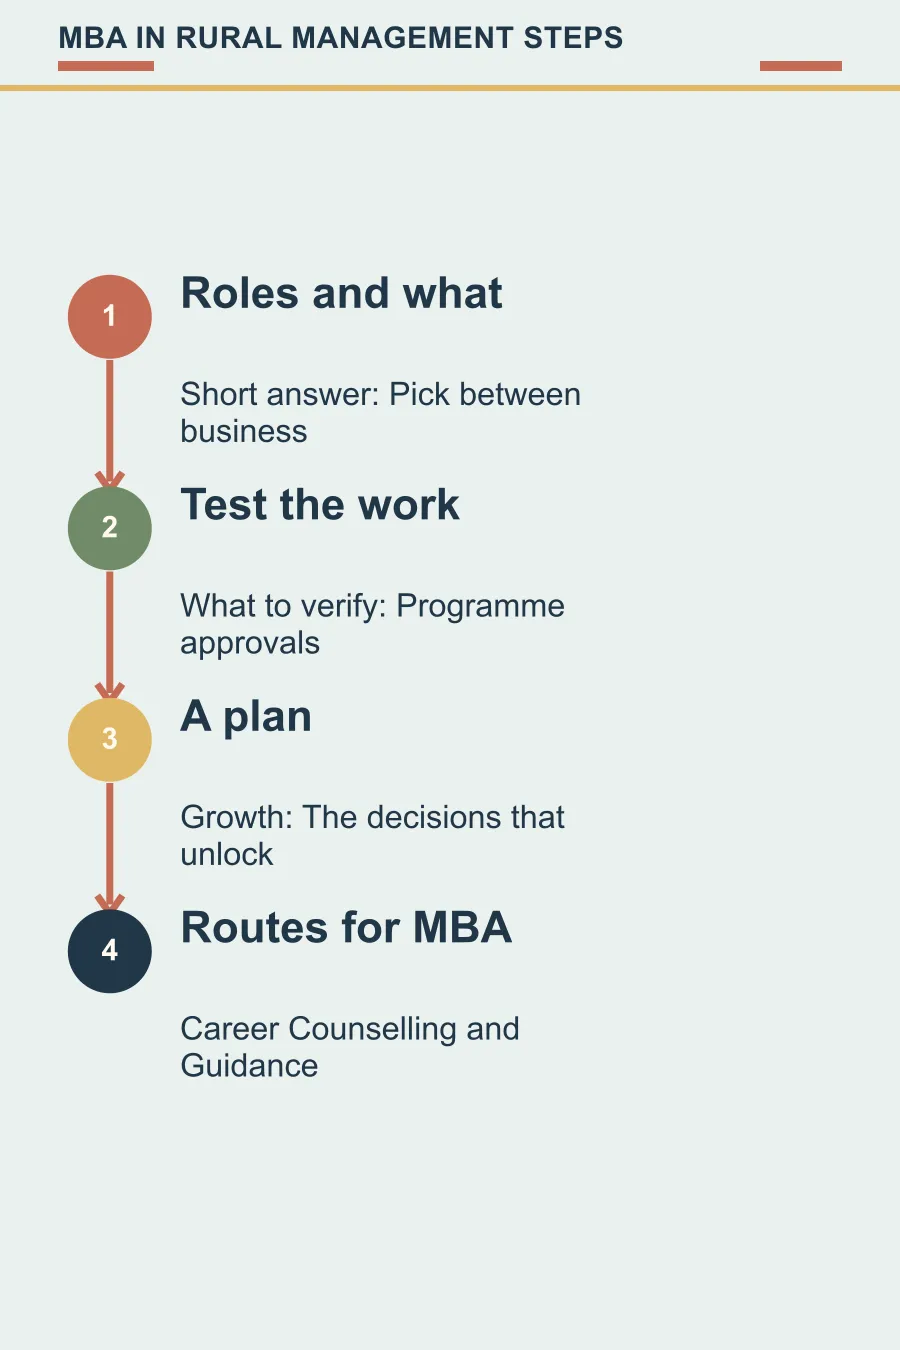 MBA IN RURAL MANAGEMENT STEPS
1
Roles and what
Short answer: Pick between
business
2
Test the work
What to verify: Programme
approvals
3
A plan
Growth: The decisions that
unlock
4
Routes for MBA
Career Counselling and
Guidance